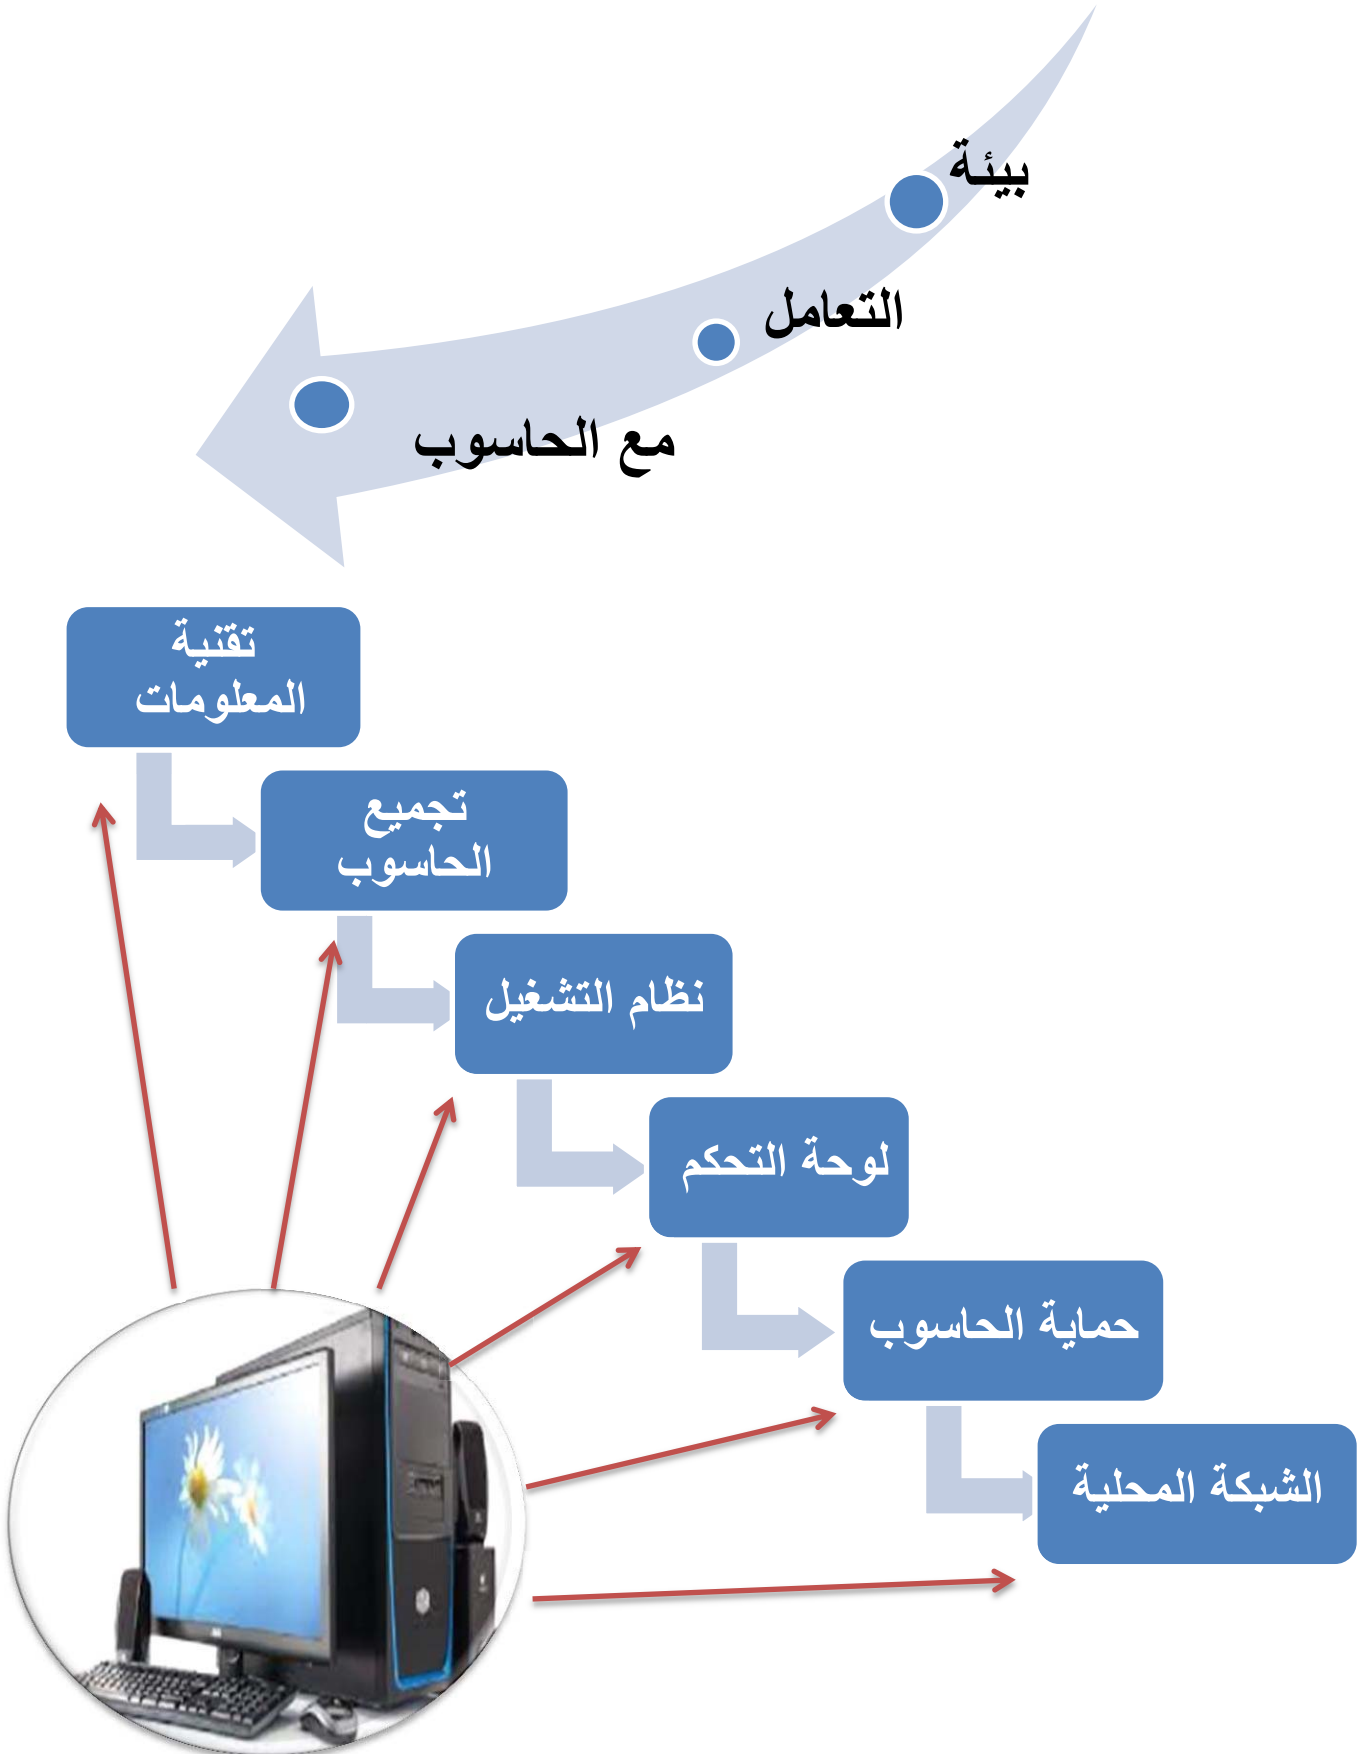 بيئة
التعامل
مع الحاسوب
تقنية
المعلومات
تجميع
الحاسوب
نظام التشغيل
لوحة التحكم
حماية الحاسوب
الشبكة المحلية